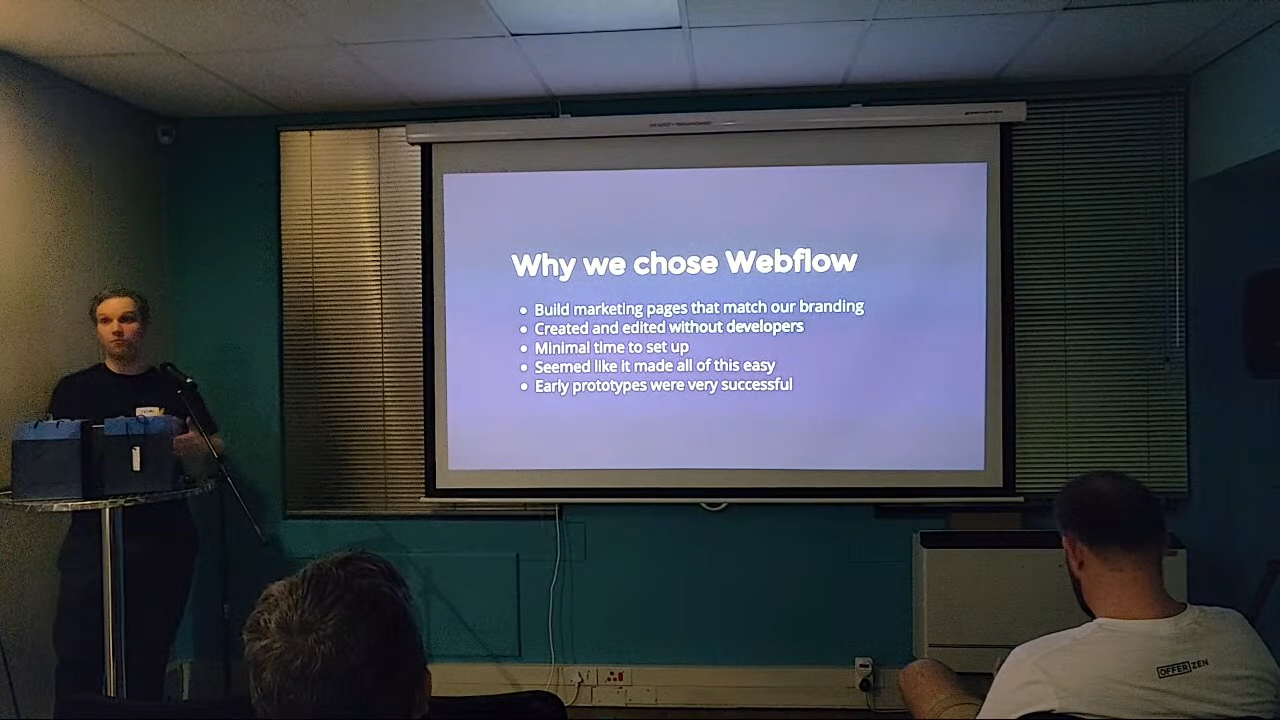 Why we chose Webflow
• Build marketing pages that match our branding
• Created and edited without developers
• Minimal time to set up
• Seemed like it made all of this easy
• Early prototypes were very successful
OFFERZEN